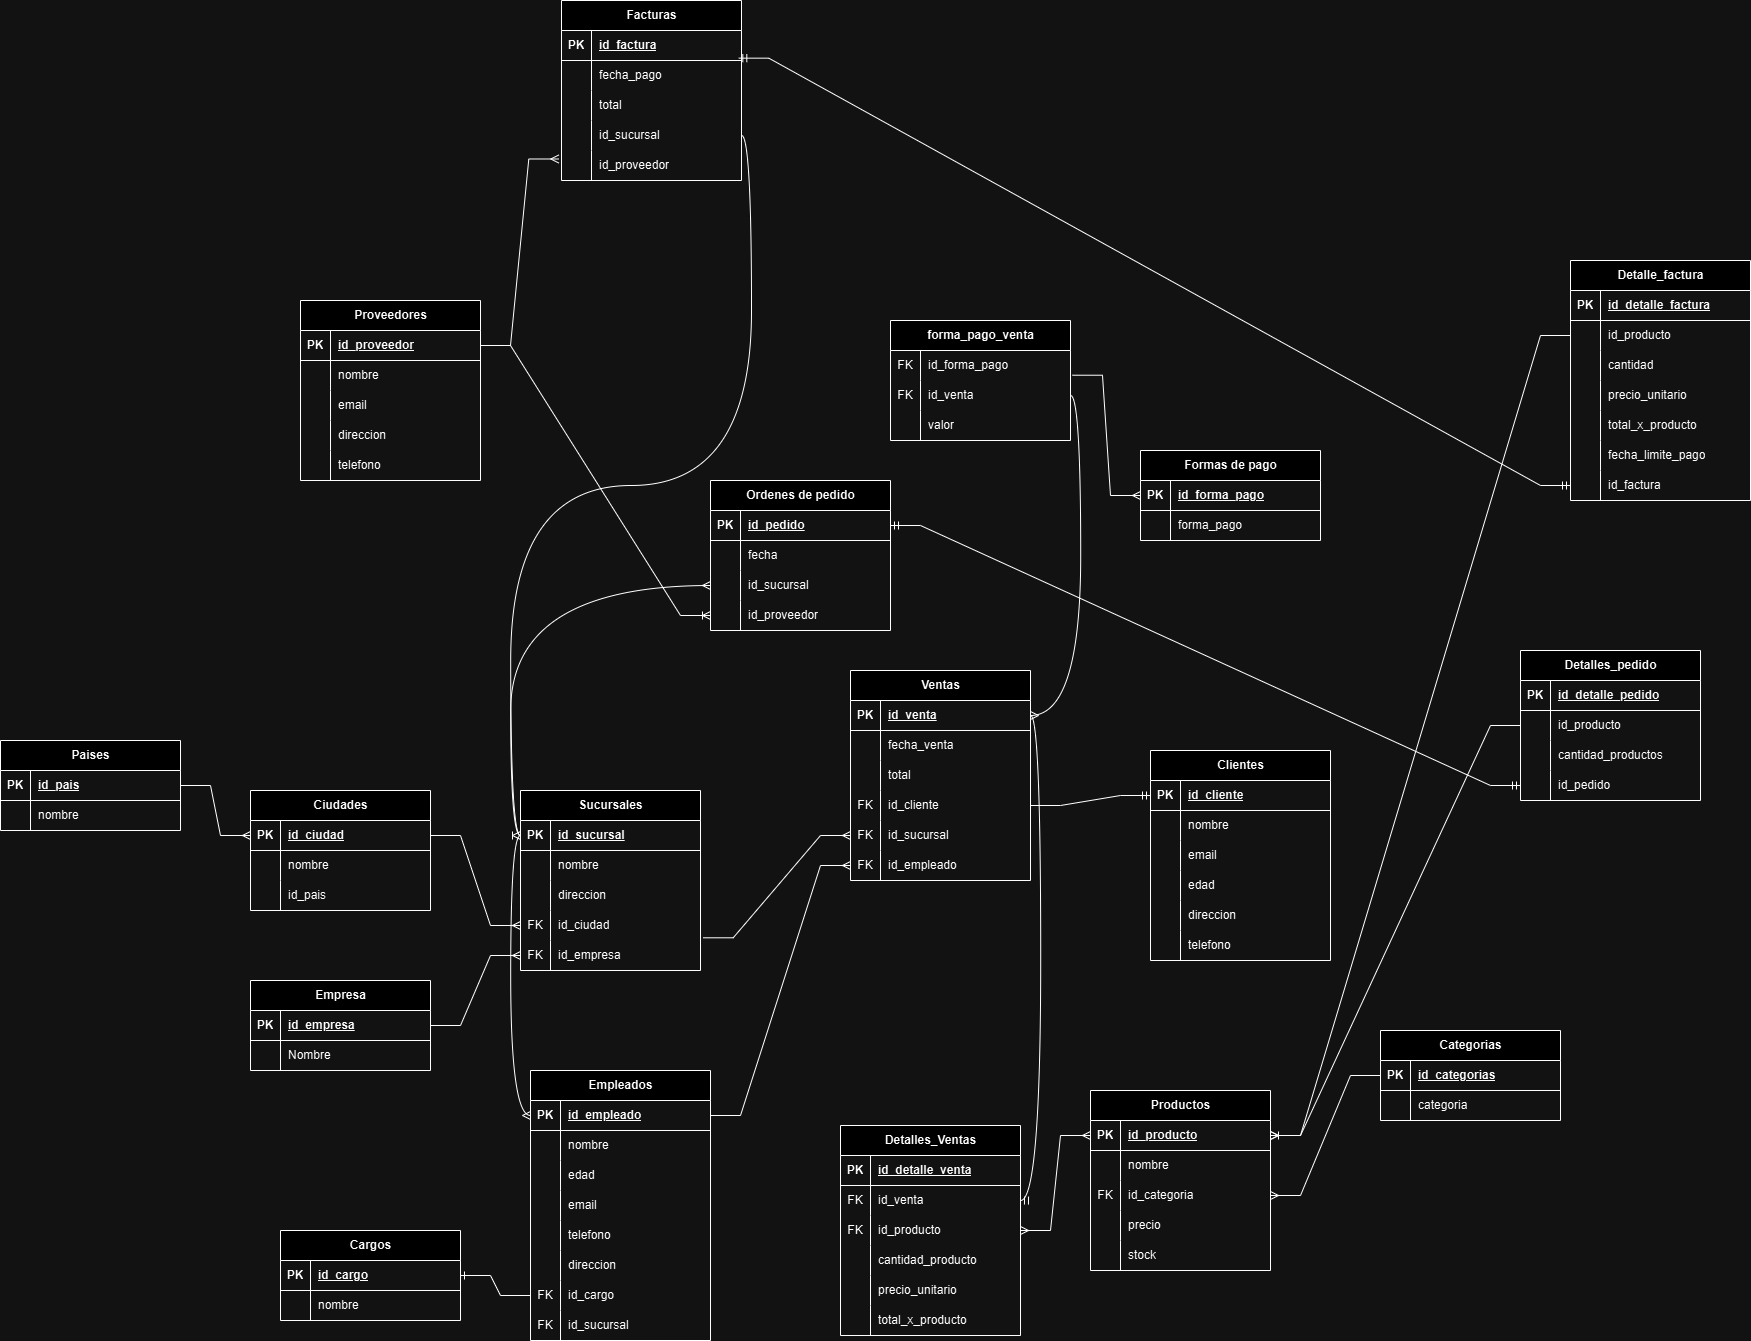 Facturas
PK id_factura
fecha_pago
total
id_sucursal
id_proveedor
Detalle_factura
PK id_detalle_factura
id_producto
cantidad
precio_unitario
total_x_producto
fecha_limite_pago
id_factura
Proveedores
PK id_proveedor
nombre
email
direccion
telefono
forma_pago_venta
FK id_forma_pago
FK id_venta
valor
Formas de pago
PK id_forma_pago
forma_pago
Ordenes de pedido
PK id_pedido
fecha
id_sucursal
id_proveedor
Detalles_pedido
PK id_detalle_pedido
id_producto
cantidad_productos
id_pedido
Ventas
PK id_venta
fecha_venta
total
FK id_cliente
FK id_sucursal
FK id_empleado
Paises
PK id_pais
nombre
Ciudades
PK id_ciudad
nombre
id_pais
Sucursales
PK id_sucursal
nombre
direccion
FK id_ciudad
FK id_empresa
Clientes
PK id_cliente
nombre
email
edad
direccion
telefono
Empresa
PK id_empresa
Nombre
Categorias
PK id_categorias
categoria
Empleados
PK id_empleado
nombre
edad
email
telefono
direccion
FK id_cargo
FK id_sucursal
Productos
PK id_producto
nombre
FK id_categoria
precio
stock
Detalles_Ventas
PK id_detalle_venta
FK id_venta
FK id_producto
cantidad_producto
precio_unitario
total_x_producto
Cargos
PK id_cargo
nombre